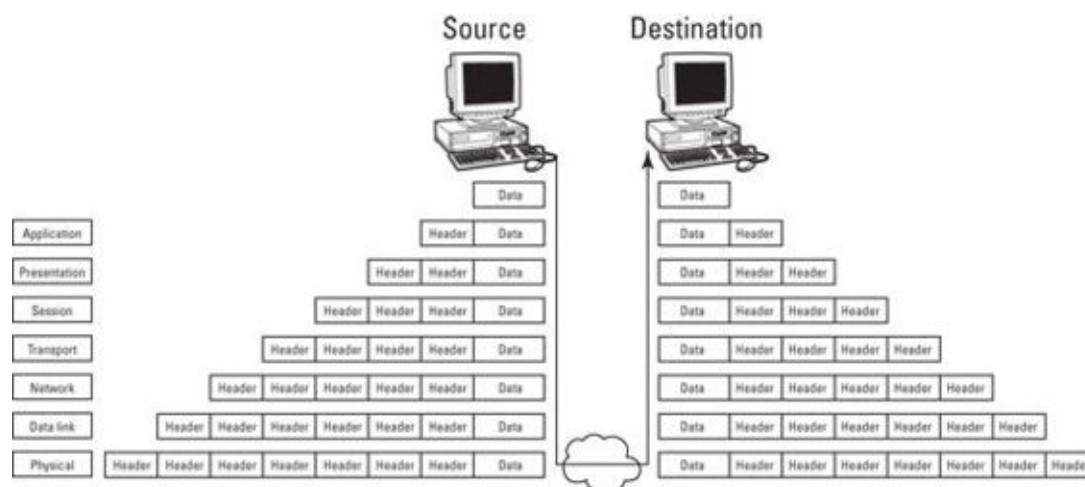 Source Destination
Data Data
Application Header Data Data Header
Presentation Header Header Data Data Header Header
Session Header Header Header Data Data Header Header Header
Transport Header Header Header Header Data Data Header Header Header Header
Network Header Header Header Header Header Data Data Header Header Header Header Header
Data link Header Header Header Header Header Header Data Data Header Header Header Header Header Header
Physical Header Header Header Header Header Header Header Data Data Header Header Header Header Header Header Heade